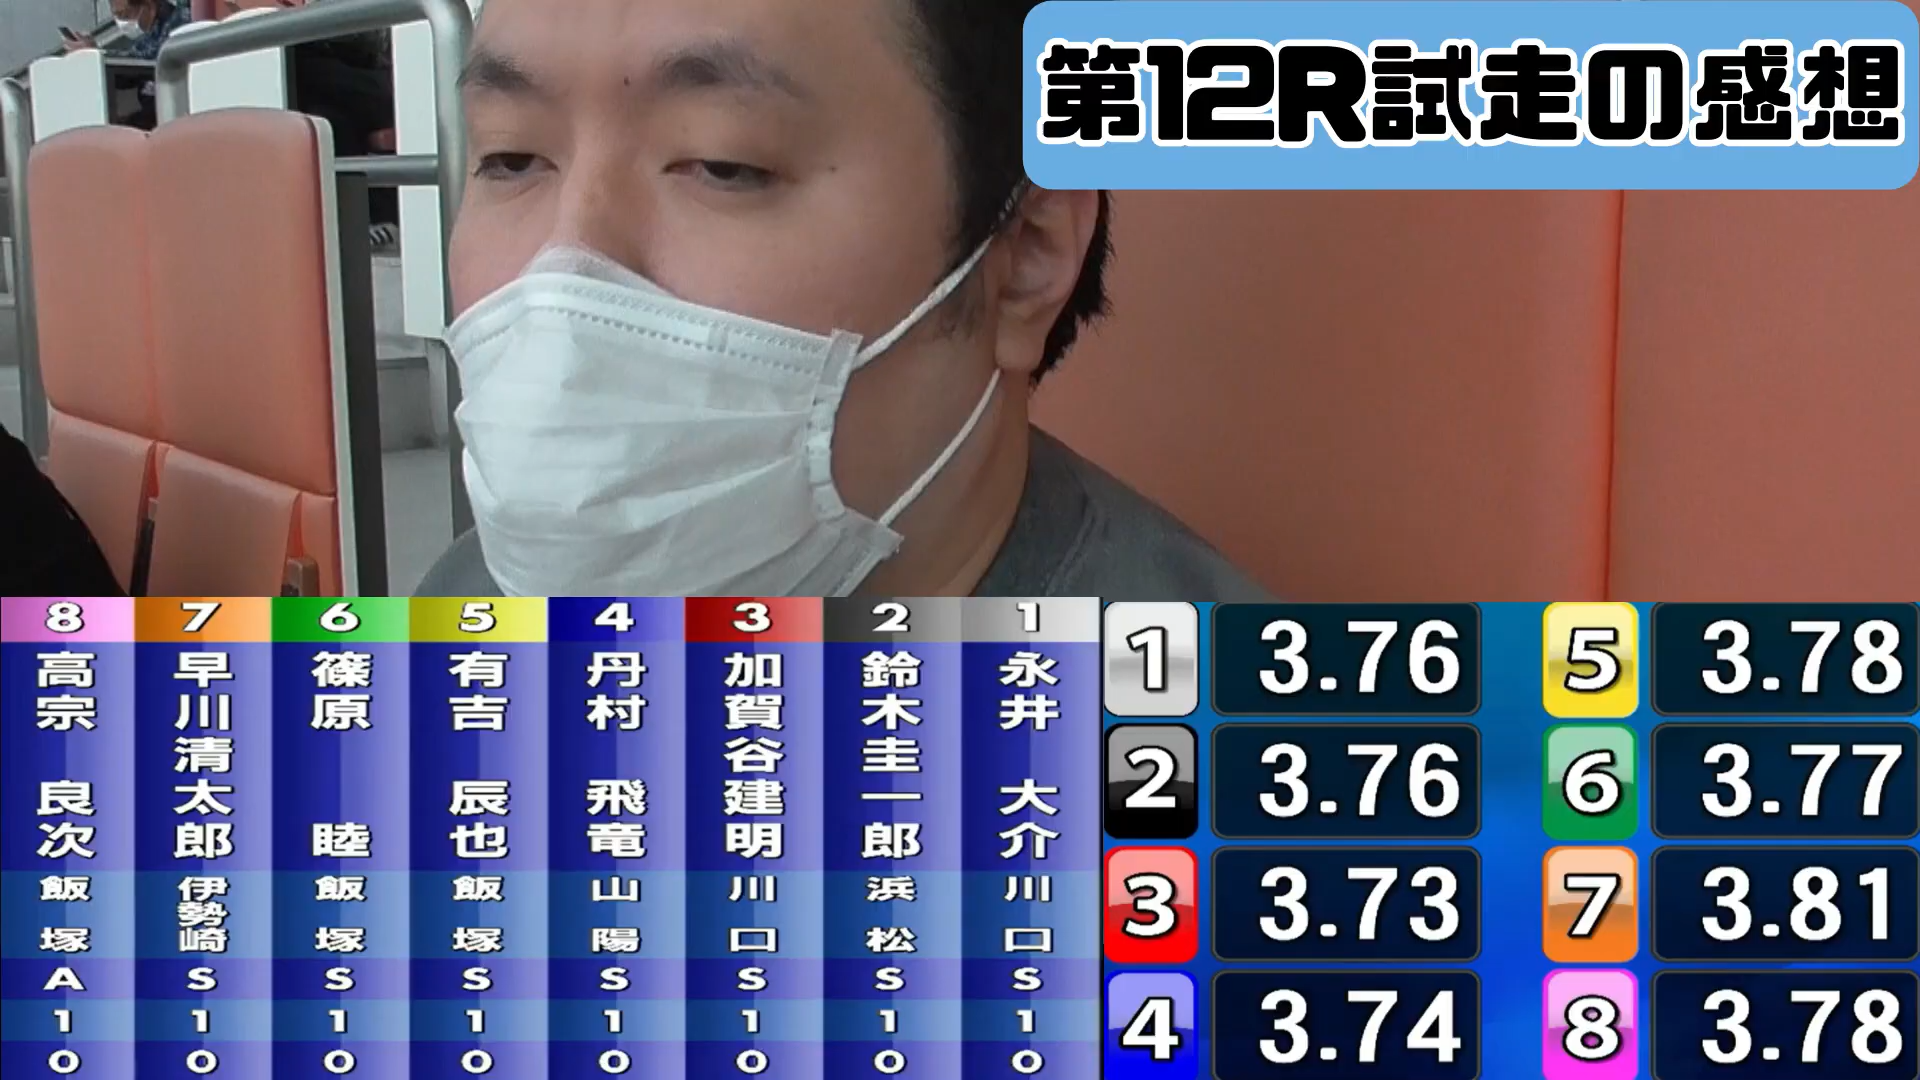 第12R試走の感想
8 7 6 5 4 3 2 1
高宗 良次
早川清太郎
篠原 睦
有吉 辰也
丹村 飛竜
加賀谷建明
鈴木圭一郎
永井 大介
飯塚 伊勢崎 飯塚 飯塚 山陽 川口 浜松 川口
A S S S S S S S
1 1 1 1 1 1 1 1
0 0 0 0 0 0 0 0
1 3.76 5 3.78
2 3.76 6 3.77
3 3.73 7 3.81
4 3.74 8 3.78